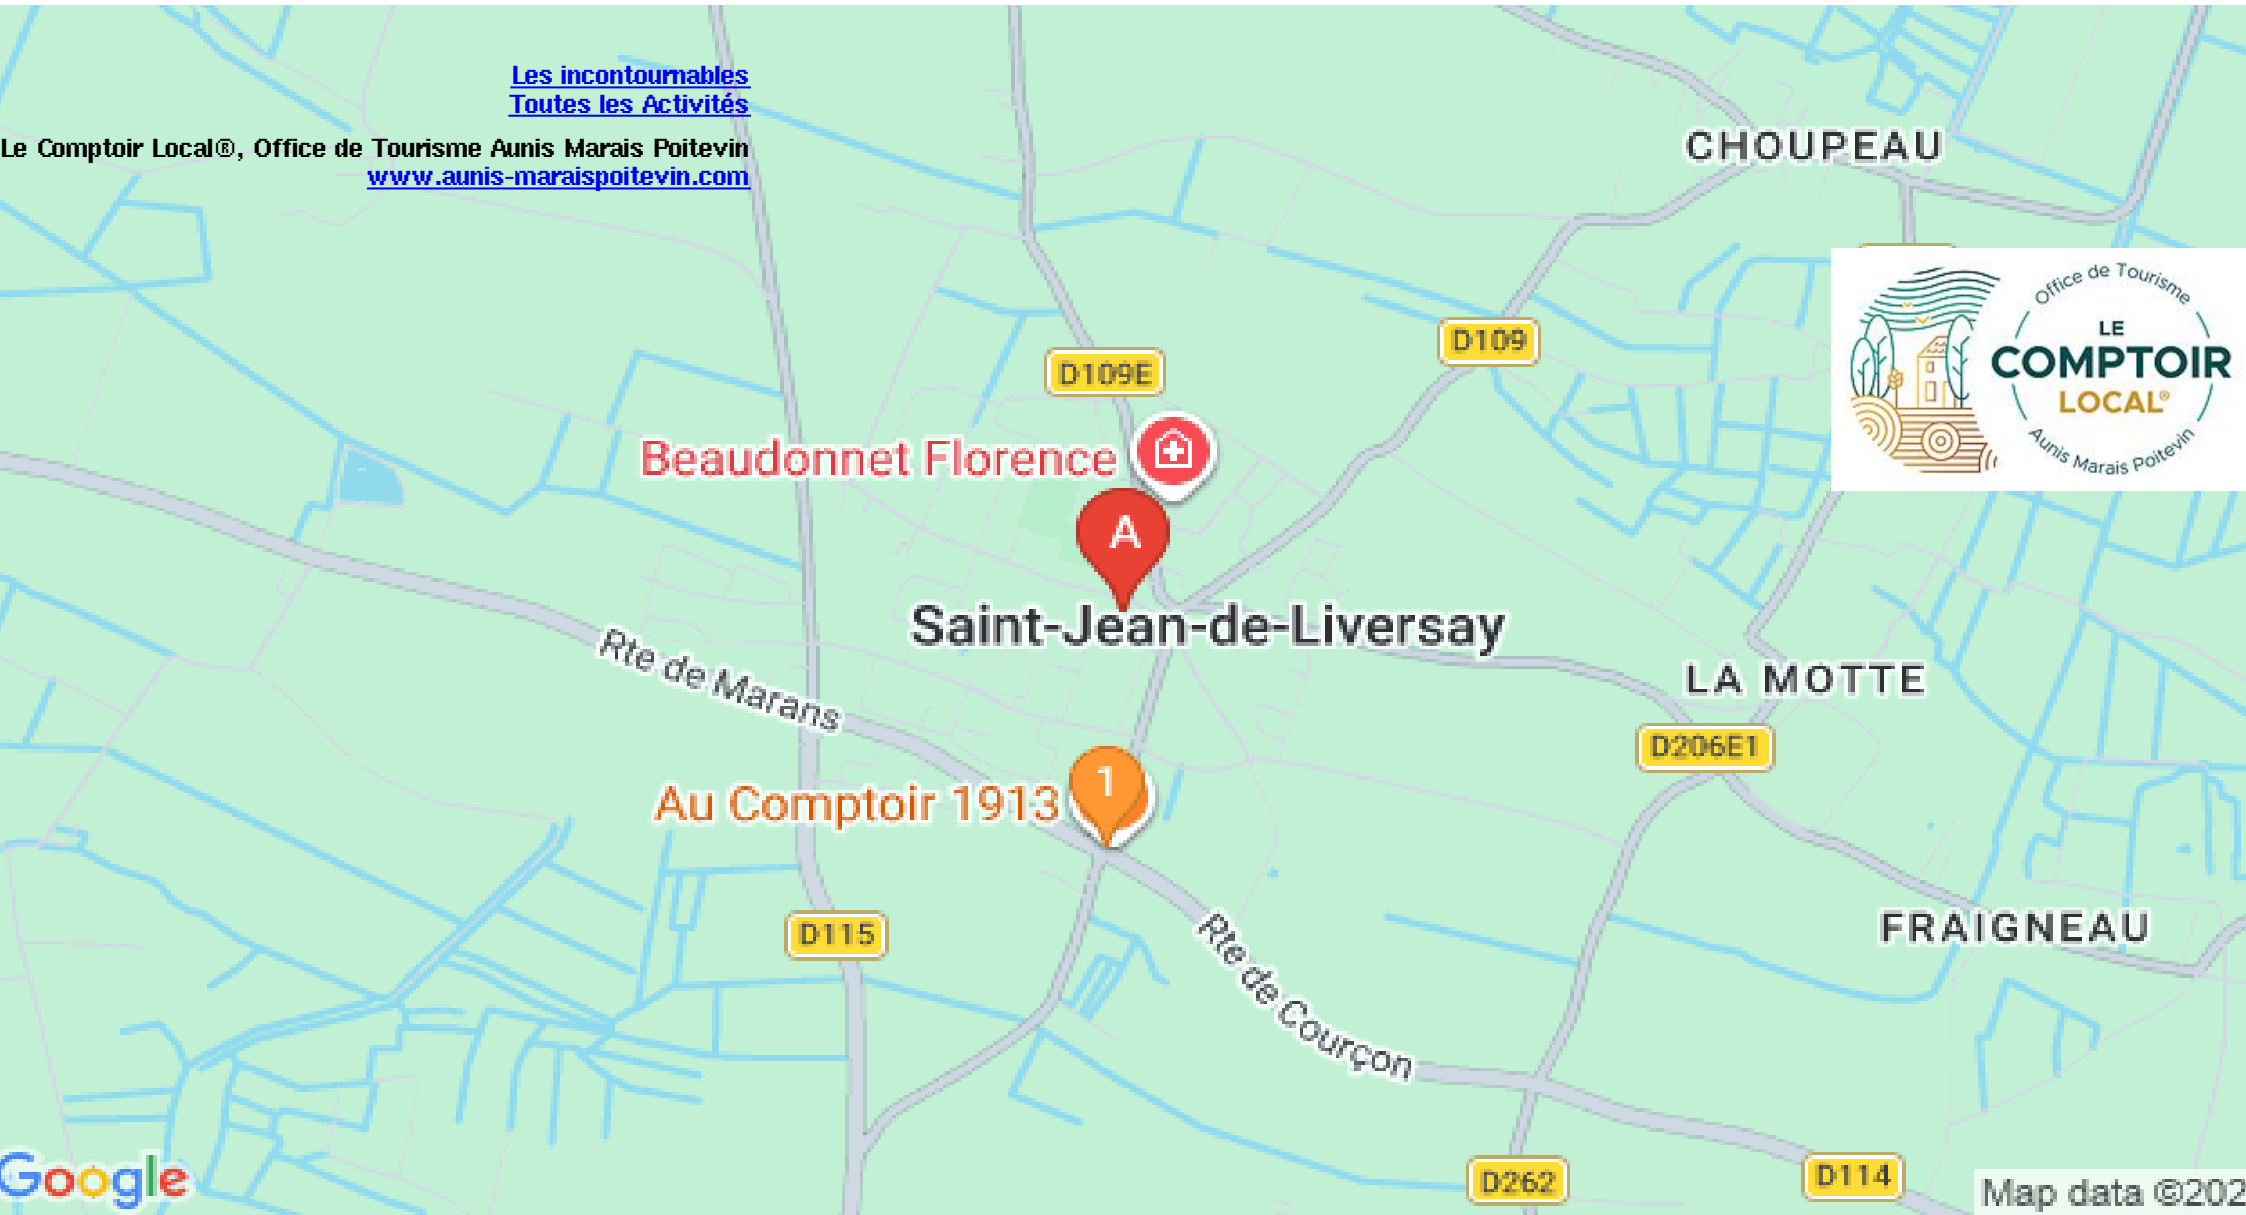 Les incontournables
Toutes les Activités
Le Comptoir Local®, Office de Tourisme Aunis Marais Poitevin
www.aunis-maraispoitevin.com
CHOUPEAU
Office de Tourisme
LE
COMPTOIR
LOCAL®
Aunis Marais Poitevin
D109
D109E
Beaudonnet Florence
A
Saint-Jean-de-Liversay
Rte de Marans
LA MOTTE
D206E1
1
Au Comptoir 1913
D115
FRAIGNEAU
Rte de Courçon
D262
D114
Google
Map data ©202